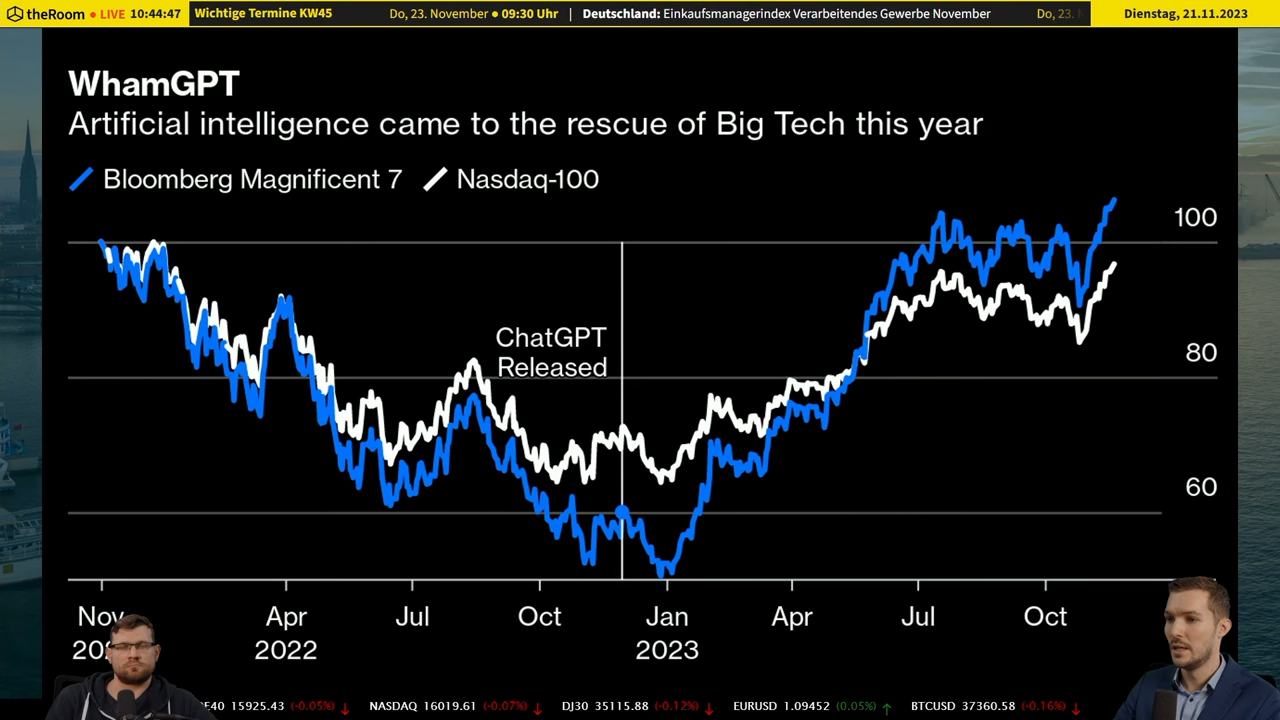 theRoom • LIVE 10:44:47 Wichtige Termine KW45 Do, 23. November • 09:30 Uhr | Deutschland: Einkaufsmanagerindex Verarbeitendes Gewerbe November Do, 23. Dienstag, 21.11.2023
WhamGPT
Artificial intelligence came to the rescue of Big Tech this year
Bloomberg Magnificent 7 Nasdaq-100
100
ChatGPT
Released
80
60
Nov Apr Jul Oct Jan Apr Jul Oct
2022 2023
E40 15925.43 (-0.05%) ↓ NASDAQ 16019.61 (-0.07%) ↓ DJ30 35115.88 (-0.12%) ↓ EURUSD 1.09452 (0.05%) ↑ BTCUSD 37360.58 (-0.16%) ↓